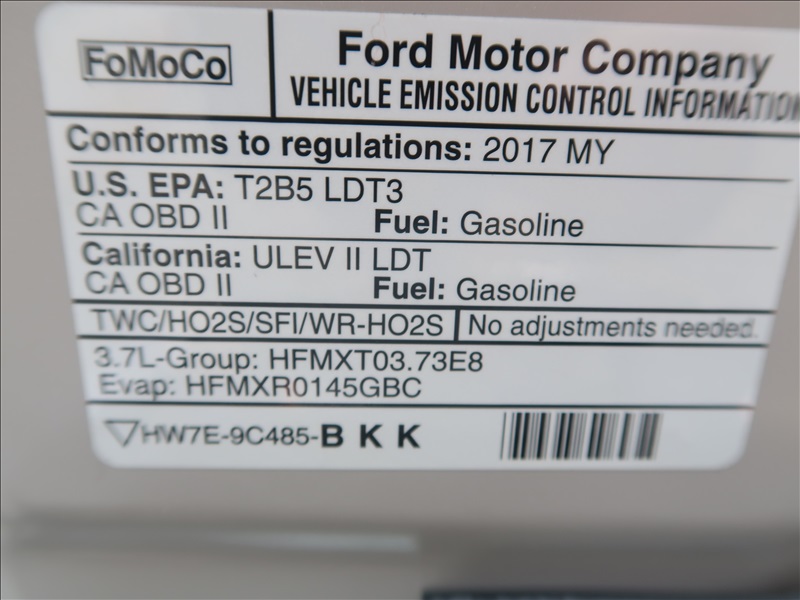 FoMoCo
Ford Motor Company
VEHICLE EMISSION CONTROL INFORMATION
Conforms to regulations: 2017 MY
U.S. EPA: T2B5 LDT3
CA OBD II Fuel: Gasoline
California: ULEV II LDT
CA OBD II Fuel: Gasoline
TWC/HO2S/SFI/WR-HO2S No adjustments needed.
3.7L-Group: HFMXT03.73E8
Evap: HFMXR0145GBC
HW7E-9C485-B K K